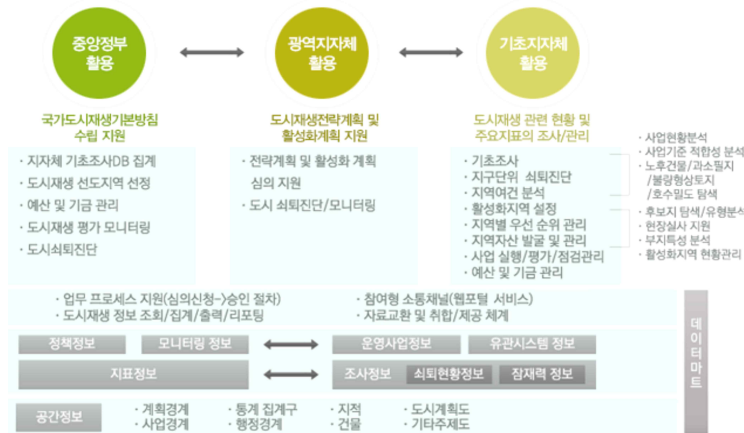 중앙정부
활용
광역지자체
활용
기초지자체
활용
국가도시재생기본방침
수립 지원
· 지자체 기초조사DB 집계
· 도시재생 선도지역 선정
· 예산 및 기금 관리
· 도시재생 평가 모니터링
· 도시쇠퇴진단
도시재생전략계획 및
활성화계획 지원
· 전략계획 및 활성화 계획
심의 지원
· 도시 쇠퇴진단/모니터링
도시재생 관련 현황 및
주요지표의 조사/관리
· 기초조사
· 지구단위 쇠퇴진단
· 지역여건 분석
· 활성화지역 설정
· 지역별 우선 순위 관리
· 지역자산 발굴 및 관리
· 사업 실행/평가/점검관리
· 예산 및 기금 관리
· 사업현황분석
· 사업기준 적합성 분석
· 노후건물/과소필지
/불량형상토지
/호수밀도 탐색
· 후보지 탐색/유형분석
· 현장실사 지원
· 부지특성 분석
· 활성화지역 현황관리
· 업무 프로세스 지원(심의신청->승인 절차)
· 도시재생 정보 조회/집계/출력/리포팅
· 참여형 소통채널(웹포털 서비스)
· 자료교환 및 취합/제공 체계
정책정보
모니터링 정보
운영사업정보
유관시스템 정보
지표정보
조사정보
쇠퇴현황정보
잠재력 정보
공간정보
· 계획경계
· 사업경계
· 통계 집계구
· 행정경계
· 지적
· 건물
· 도시계획도
· 기타주제도
데이터마트